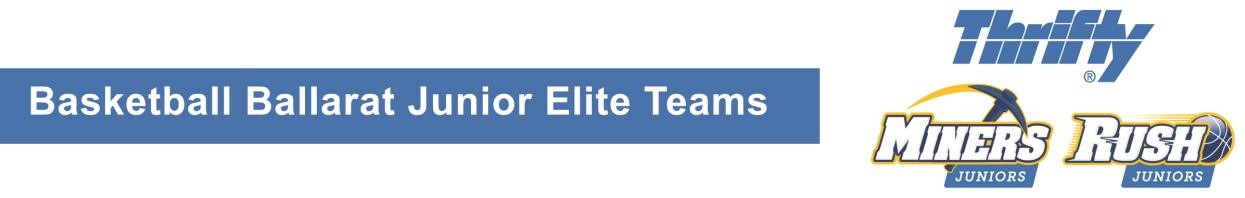 Basketball Ballarat Junior Elite Teams
Thrifty
®
MINERS
JUNIORS
RUSH
JUNIORS